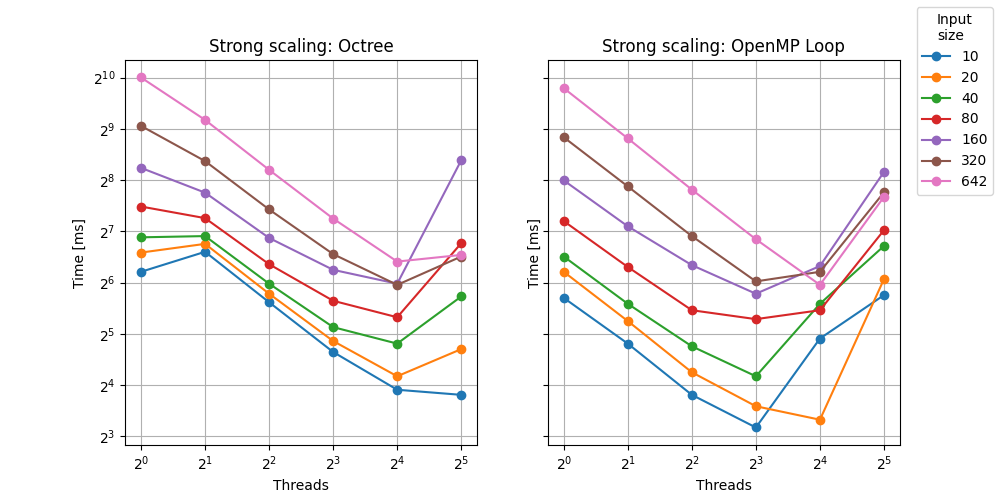 Strong scaling: Octree
Time [ms]
2^10
2^9
2^8
2^7
2^6
2^5
2^4
2^3
2^0 2^1 2^2 2^3 2^4 2^5
Threads
Strong scaling: OpenMP Loop
Time [ms]
2^0 2^1 2^2 2^3 2^4 2^5
Threads
Input
size
10
20
40
80
160
320
642